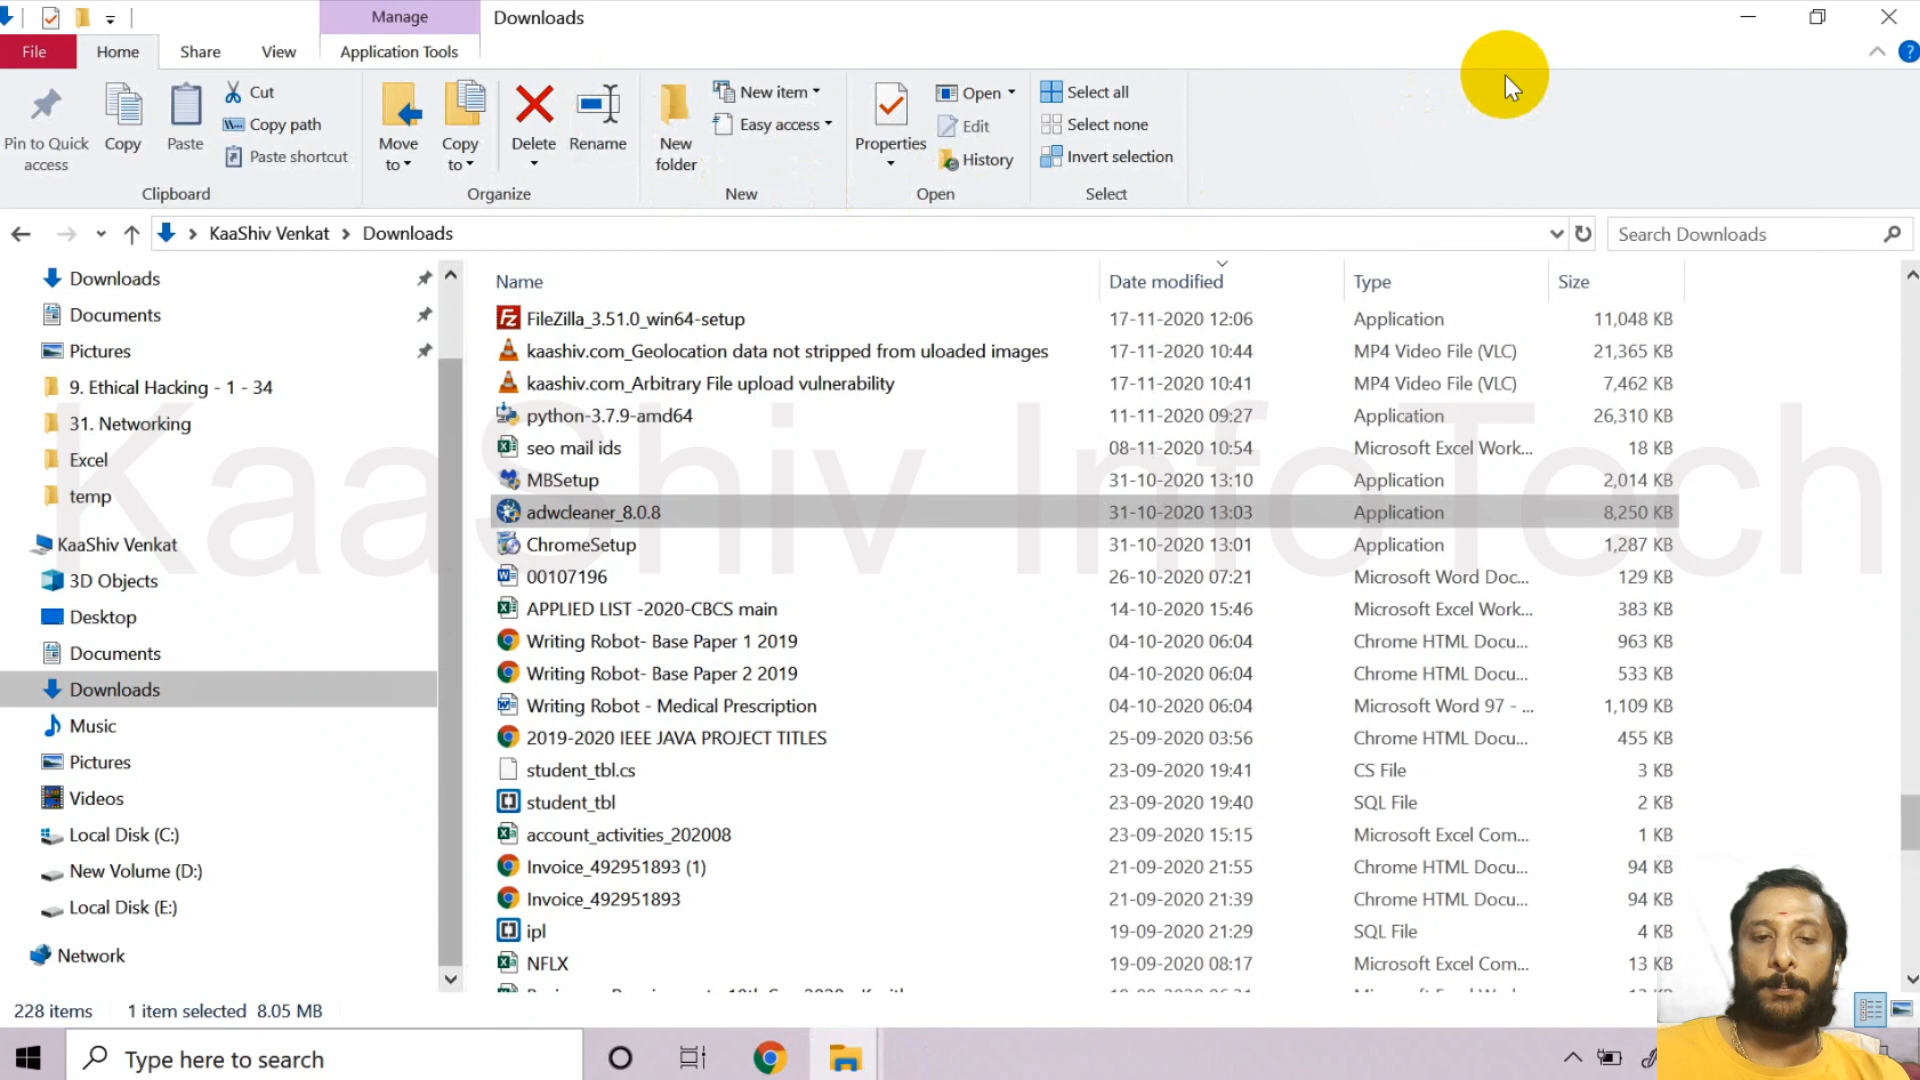 Manage
Downloads
File
Home
Share
View
Application Tools
Pin to Quick access
Copy
Paste
Cut
Copy path
Paste shortcut
Move to
Copy to
Delete
Rename
New folder
New item
Easy access
Properties
Open
Edit
History
Select all
Select none
Invert selection
Clipboard
Organize
New
Open
Select
KaaShiv Venkat
Downloads
Search Downloads
Downloads
Documents
Pictures
9. Ethical Hacking - 1 - 34
31. Networking
Excel
temp
KaaShiv Venkat
3D Objects
Desktop
Documents
Downloads
Music
Pictures
Videos
Local Disk (C:)
New Volume (D:)
Local Disk (E:)
Network
Name Date modified Type Size
FileZilla_3.51.0_win64-setup 17-11-2020 12:06 Application 11,048 KB
kaashiv.com_Geolocation data not stripped from uloaded images 17-11-2020 10:44 MP4 Video File (VLC) 21,365 KB
kaashiv.com_Arbitrary File upload vulnerability 17-11-2020 10:41 MP4 Video File (VLC) 7,462 KB
python-3.7.9-amd64 11-11-2020 09:27 Application 26,310 KB
seo mail ids 08-11-2020 10:54 Microsoft Excel Work... 18 KB
MBSetup 31-10-2020 13:10 Application 2,014 KB
adwcleaner_8.0.8 31-10-2020 13:03 Application 8,250 KB
ChromeSetup 31-10-2020 13:01 Application 1,287 KB
00107196 26-10-2020 07:21 Microsoft Word Doc... 129 KB
APPLIED LIST -2020-CBCS main 14-10-2020 15:46 Microsoft Excel Work... 383 KB
Writing Robot- Base Paper 1 2019 04-10-2020 06:04 Chrome HTML Docu... 963 KB
Writing Robot- Base Paper 2 2019 04-10-2020 06:04 Chrome HTML Docu... 533 KB
Writing Robot - Medical Prescription 04-10-2020 06:04 Microsoft Word 97 - ... 1,109 KB
2019-2020 IEEE JAVA PROJECT TITLES 25-09-2020 03:56 Chrome HTML Docu... 455 KB
student_tbl.cs 23-09-2020 19:41 CS File 3 KB
student_tbl 23-09-2020 19:40 SQL File 2 KB
account_activities_202008 23-09-2020 15:15 Microsoft Excel Com... 1 KB
Invoice_492951893 (1) 21-09-2020 21:55 Chrome HTML Docu... 94 KB
Invoice_492951893 21-09-2020 21:39 Chrome HTML Docu... 94 KB
ipl 19-09-2020 21:29 SQL File 4 KB
NFLX 19-09-2020 08:17 Microsoft Excel Com... 13 KB
KaaShiv InfoTech
228 items 1 item selected 8.05 MB
Type here to search